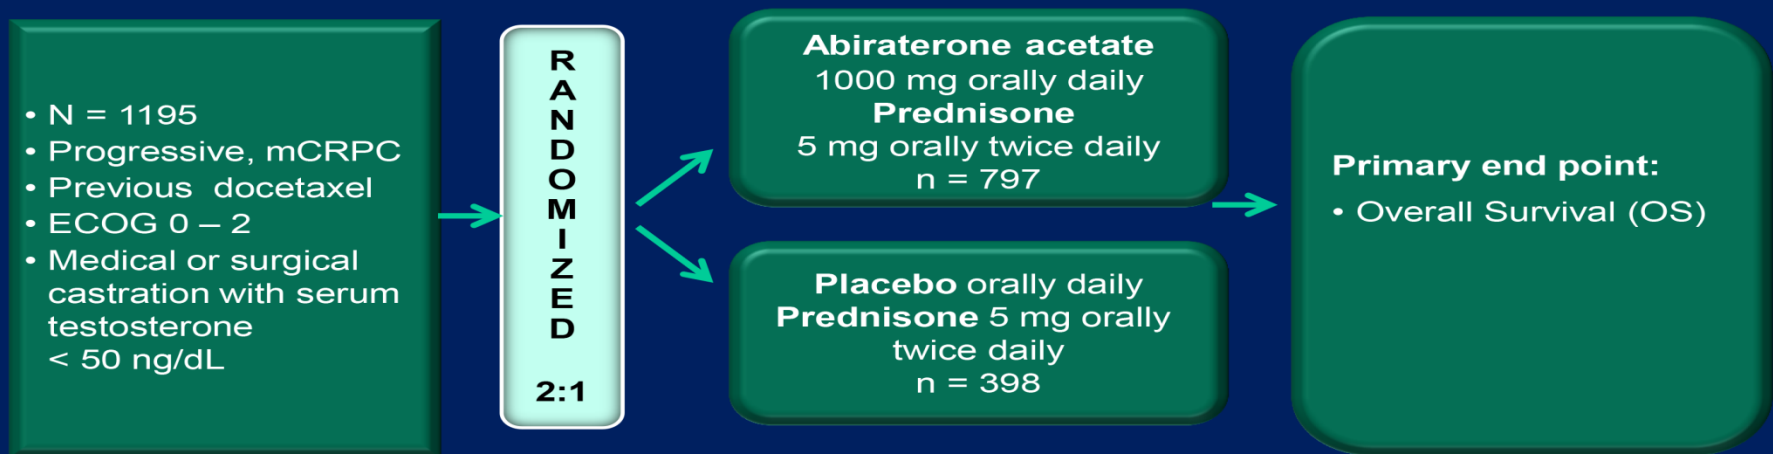 • N = 1195
• Progressive, mCRPC
• Previous docetaxel
• ECOG 0 – 2
• Medical or surgical
castration with serum
testosterone
< 50 ng/dL
R
A
N
D
O
M
I
Z
E
D
2:1
Abiraterone acetate
1000 mg orally daily
Prednisone
5 mg orally twice daily
n = 797
Placebo orally daily
Prednisone 5 mg orally
twice daily
n = 398
Primary end point:
• Overall Survival (OS)